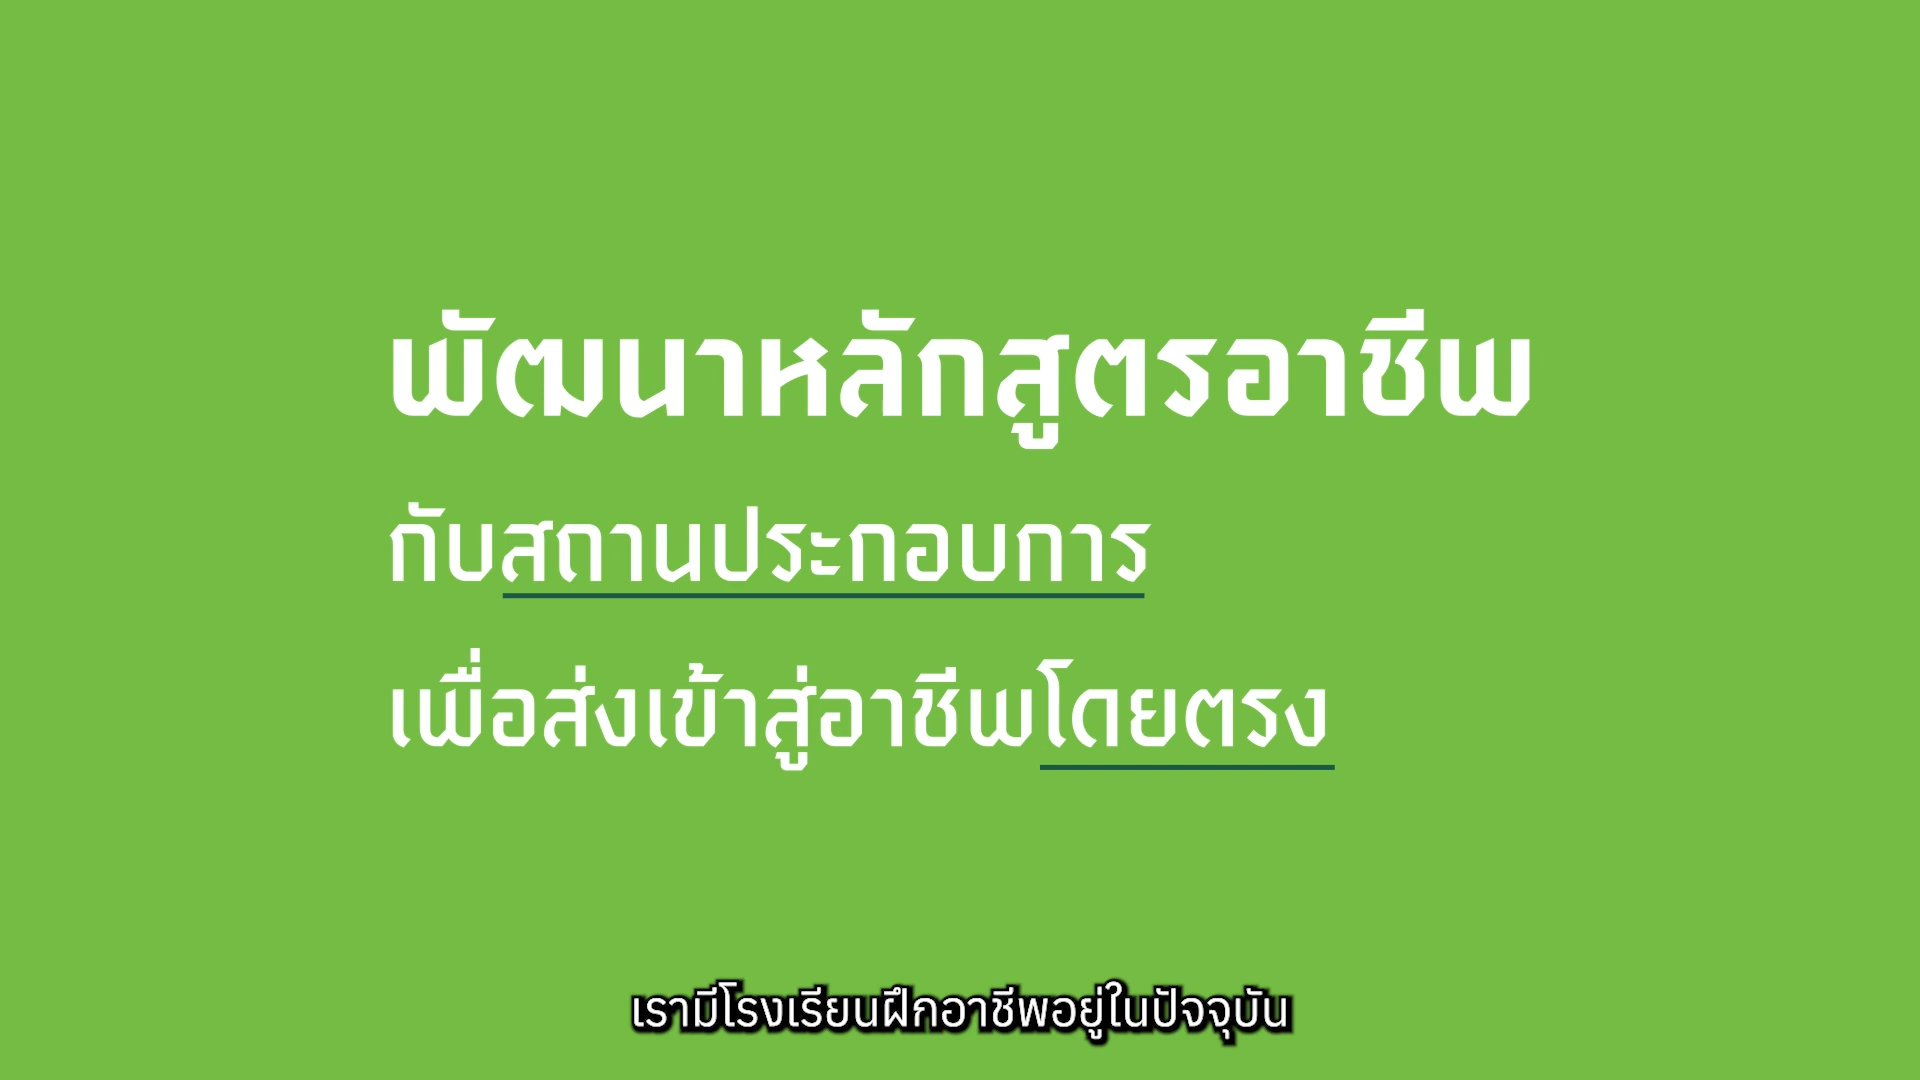 พัฒนาหลักสูตรอาชีพ
กับสถานประกอบการ
เพื่อส่งเข้าสู่อาชีพโดยตรง
เรามีโรงเรียนฝึกอาชีพอยู่ในปัจจุบัน